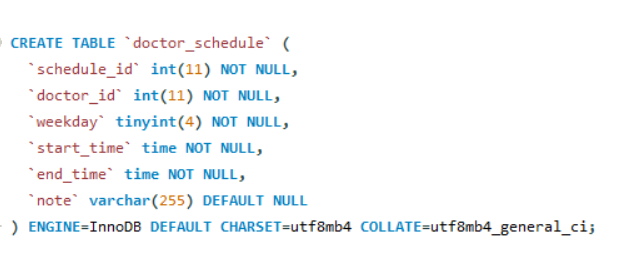 CREATE TABLE `doctor_schedule` (
`schedule_id` int(11) NOT NULL,
`doctor_id` int(11) NOT NULL,
`weekday` tinyint(4) NOT NULL,
`start_time` time NOT NULL,
`end_time` time NOT NULL,
`note` varchar(255) DEFAULT NULL
) ENGINE=InnoDB DEFAULT CHARSET=utf8mb4 COLLATE=utf8mb4_general_ci;